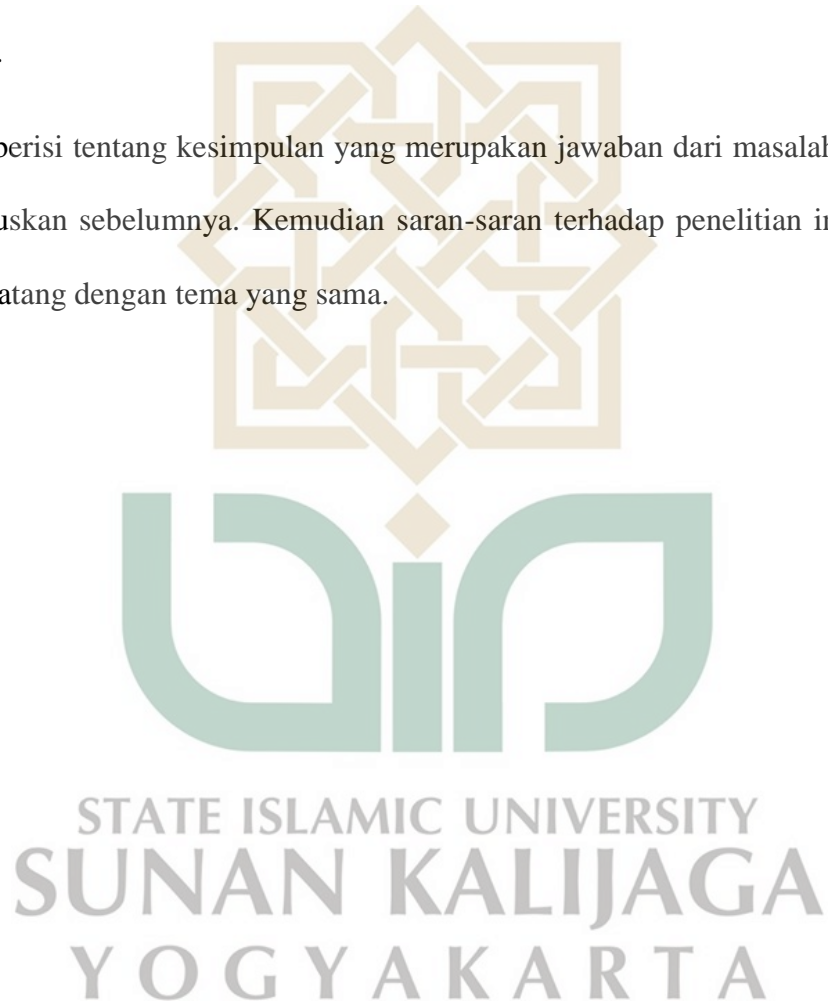 .
berisi tentang kesimpulan yang merupakan jawaban dari masalah
uskan sebelumnya. Kemudian saran-saran terhadap penelitian in
atang dengan tema yang sama.
STATE ISLAMIC UNIVERSITY
SUNAN KALIJAGA
YOGYAKARTA